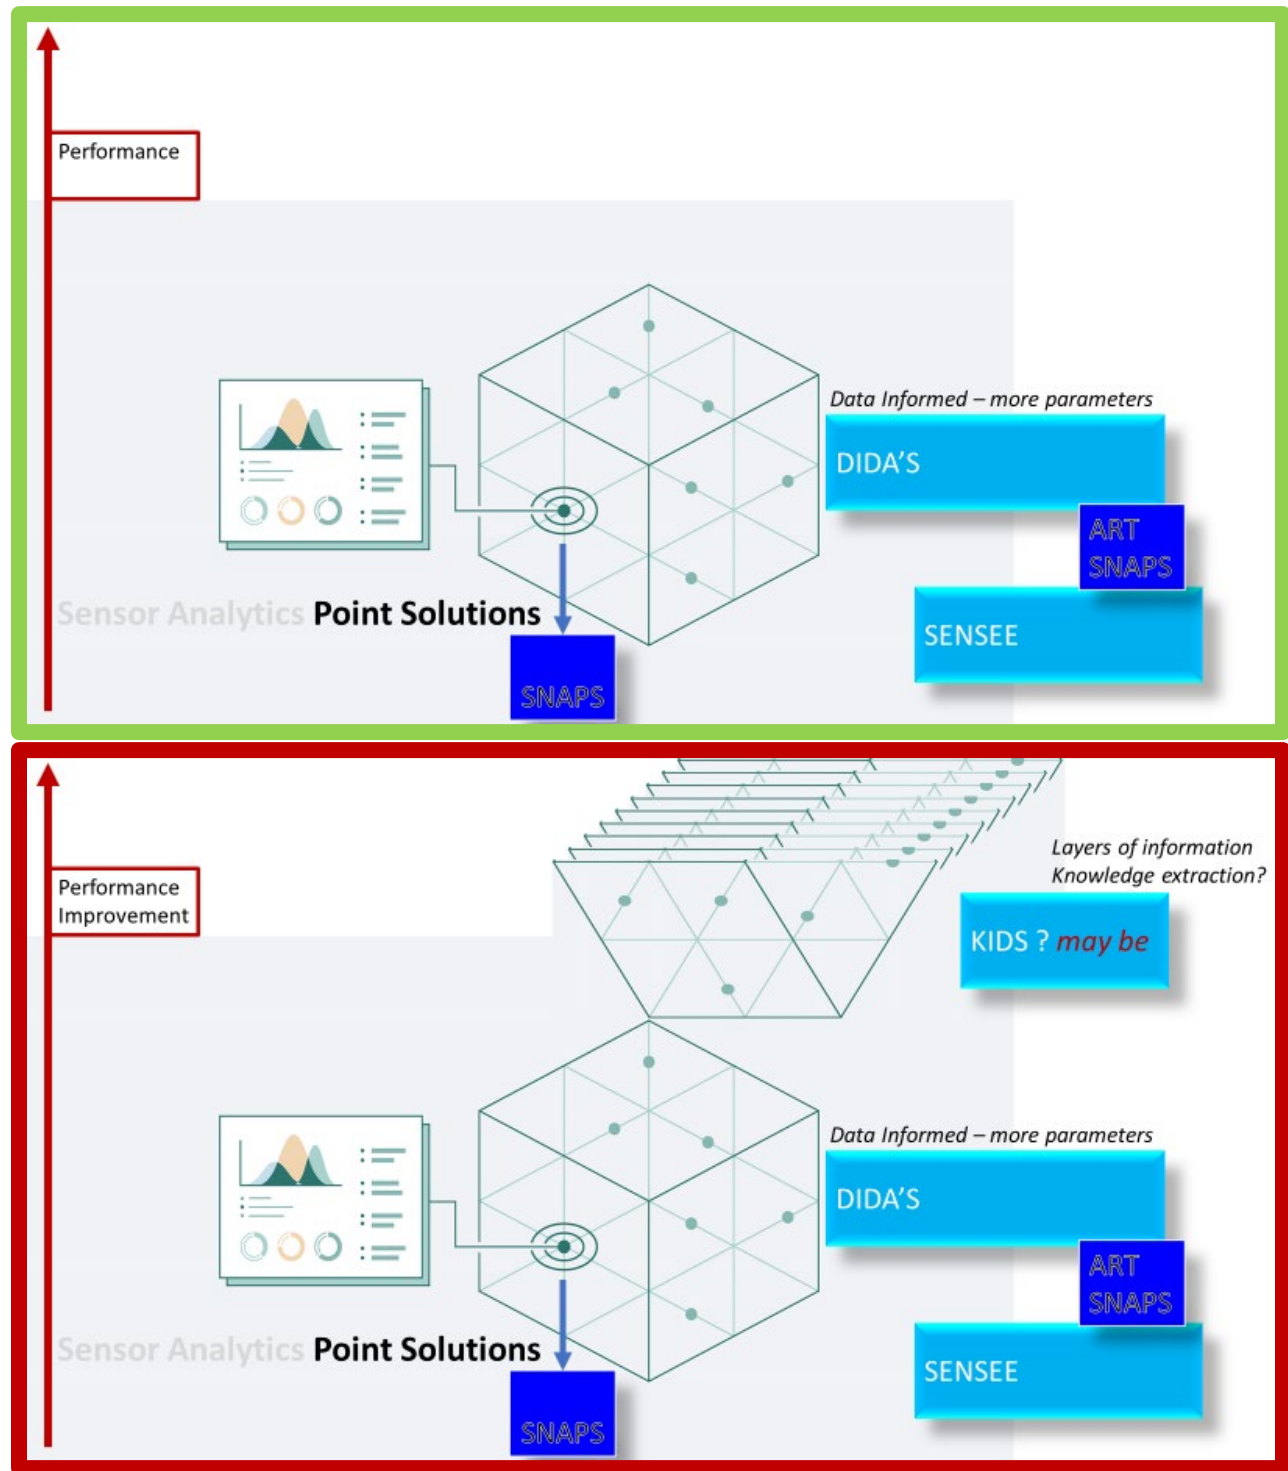 Performance
Data Informed – more parameters
DIDA'S
ART
SNAPS
Sensor Analytics Point Solutions
SENSEE
SNAPS
Layers of information
Knowledge extraction?
Performance
Improvement
KIDS ? may be
Data Informed – more parameters
DIDA'S
ART
SNAPS
Sensor Analytics Point Solutions
SENSEE
SNAPS